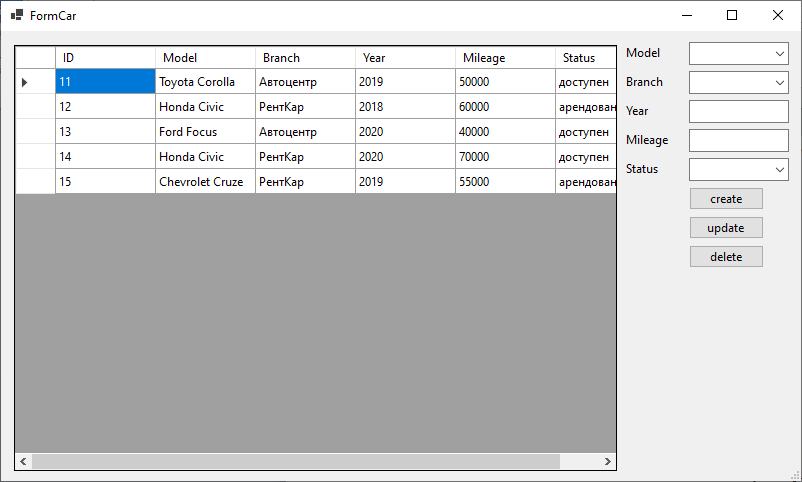 FormCar
ID Model Branch Year Mileage Status
11 Toyota Corolla Автоцентр 2019 50000 доступен
12 Honda Civic РентКар 2018 60000 арендован
13 Ford Focus Автоцентр 2020 40000 доступен
14 Honda Civic РентКар 2020 70000 доступен
15 Chevrolet Cruze РентКар 2019 55000 арендован
Model
Branch
Year
Mileage
Status
create
update
delete